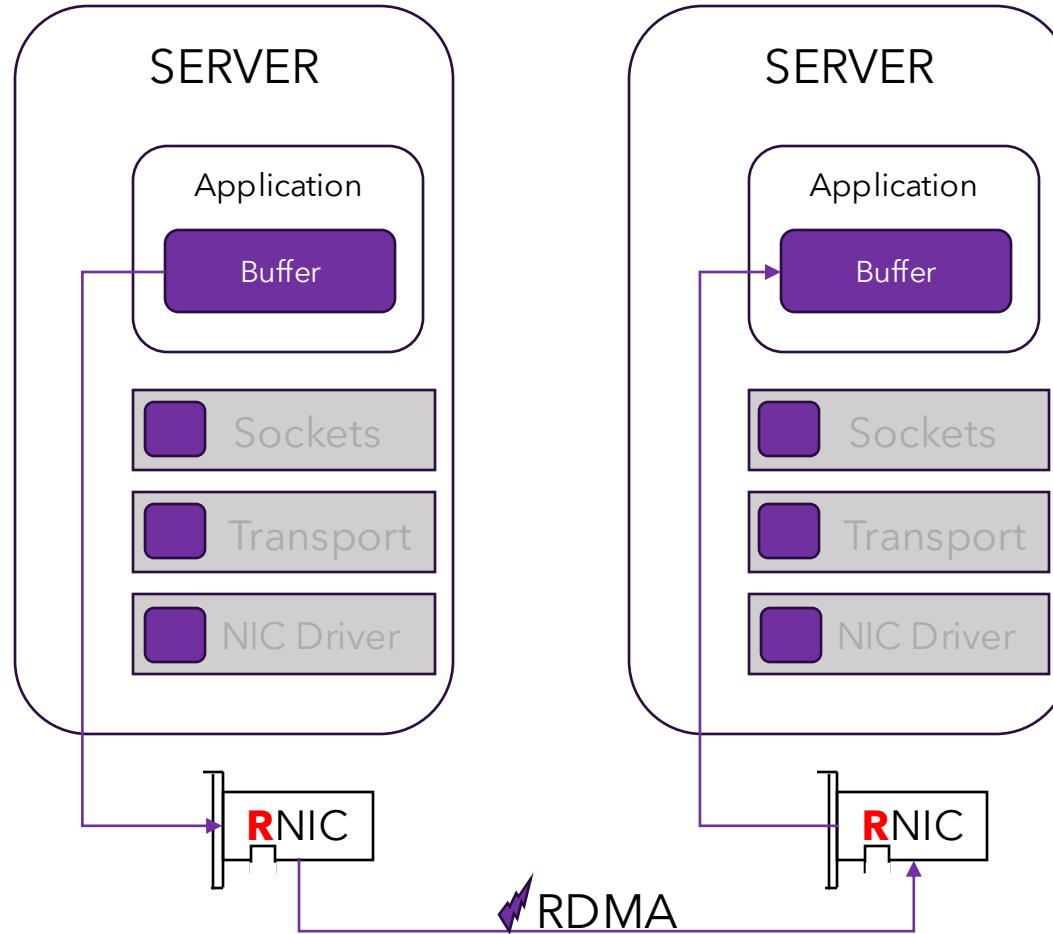 SERVER
Application
Buffer
Sockets
Transport
NIC Driver
RNIC
SERVER
Application
Buffer
Sockets
Transport
NIC Driver
RNIC
RDMA